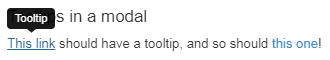 Tooltip
s in a modal
This link should have a tooltip, and so should this one!